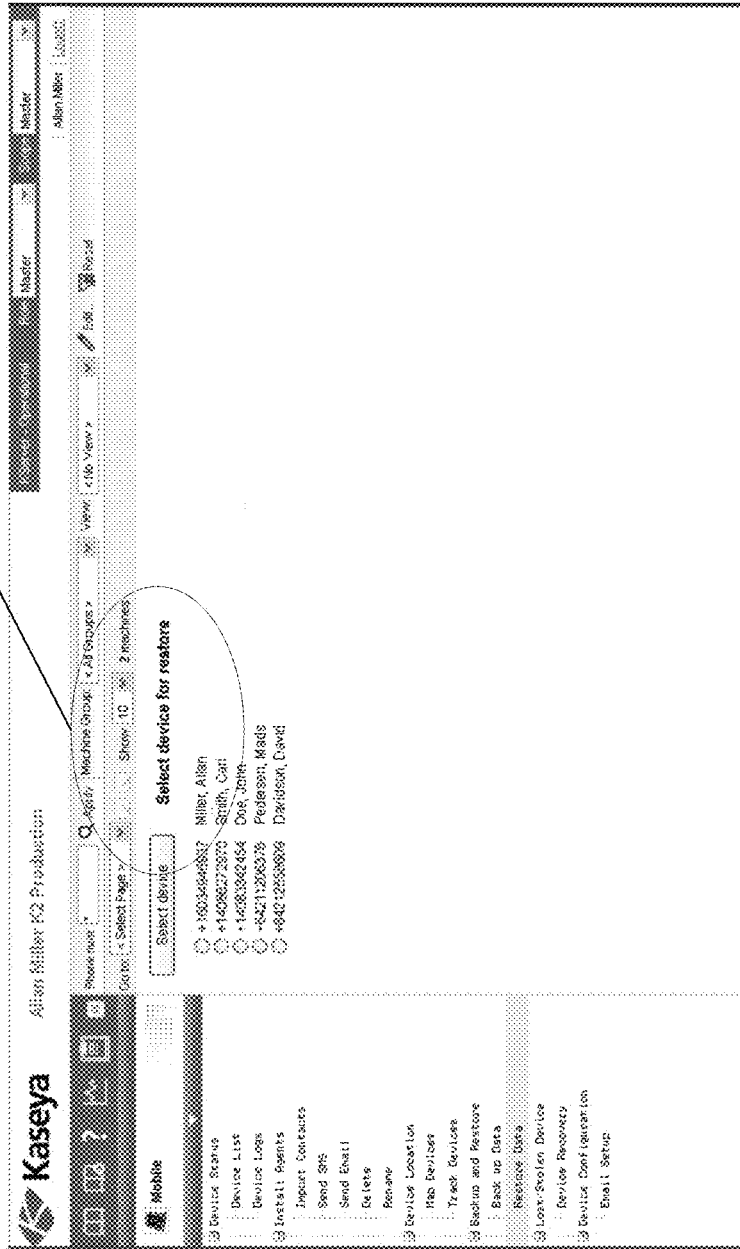 Kaseya
Allan Miller K2 Production
Master
Master
Allan Miller Logoff
Apply Machine Group: < All Groups > View: < No View > Edit... Reset
Go to: < Select Page > Show 10 2 machines
Mobile
Select device Select device for restore
Miller, Allan
Smith, Carl
Doe, John
Pedersen, Mads
Davidson, David
Device Status
Device List
Device Logs
Install Agents
Import Contacts
Send SMS
Send Email
Delete
Rename
Device Location
Map Devices
Track Devices
Backup and Restore
Back up Data
Restore Data
Lost-Stolen Device
Device Recovery
Device Configuration
Email Setup